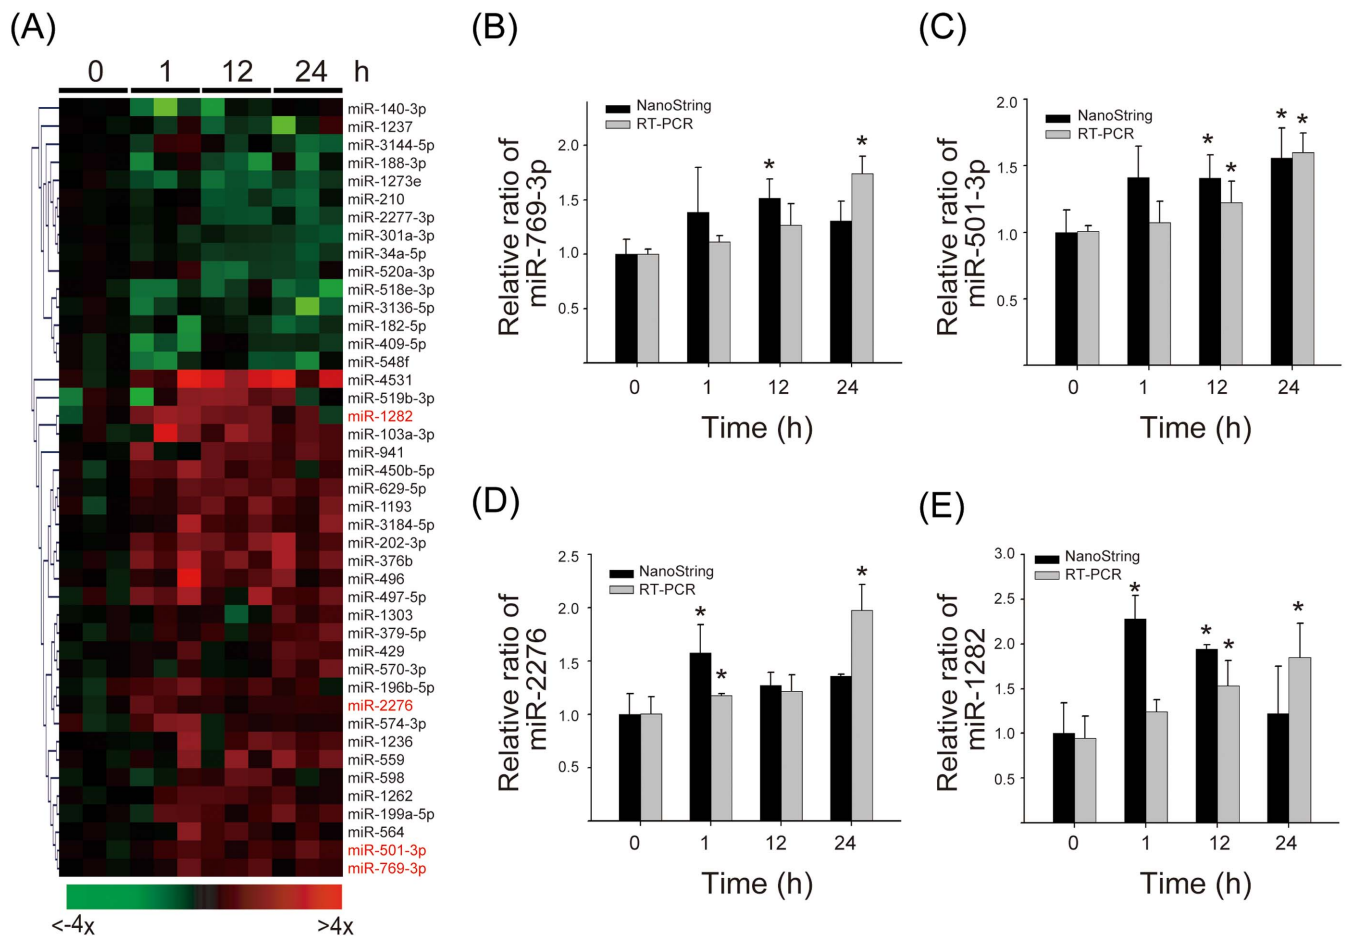 (A)
0 1 12 24 h
miR-140-3p
miR-1237
miR-3144-5p
miR-188-3p
miR-1273e
miR-210
miR-2277-3p
miR-301a-3p
miR-34a-5p
miR-520a-3p
miR-518e-3p
miR-3136-5p
miR-182-5p
miR-409-5p
miR-548f
miR-4531
miR-519b-3p
miR-1282
miR-103a-3p
miR-941
miR-450b-5p
miR-629-5p
miR-1193
miR-3184-5p
miR-202-3p
miR-376b
miR-496
miR-497-5p
miR-1303
miR-379-5p
miR-429
miR-570-3p
miR-196b-5p
miR-2276
miR-574-3p
miR-1236
miR-559
miR-598
miR-1262
miR-199a-5p
miR-564
miR-501-3p
miR-769-3p
<-4x >4x
(B)
Relative ratio of
miR-769-3p
NanoString
RT-PCR
2.0
1.5
1.0
0.5
* *
0 1 12 24
Time (h)
(C)
Relative ratio of
miR-501-3p
NanoString
RT-PCR
2.0
1.5
1.0
0.5
* * * *
0 1 12 24
Time (h)
(D)
Relative ratio of
miR-2276
NanoString
RT-PCR
2.5
2.0
1.5
1.0
0.5
* * *
0 1 12 24
Time (h)
(E)
Relative ratio of
miR-1282
NanoString
RT-PCR
3.0
2.5
2.0
1.5
1.0
0.5
* * * *
0 1 12 24
Time (h)